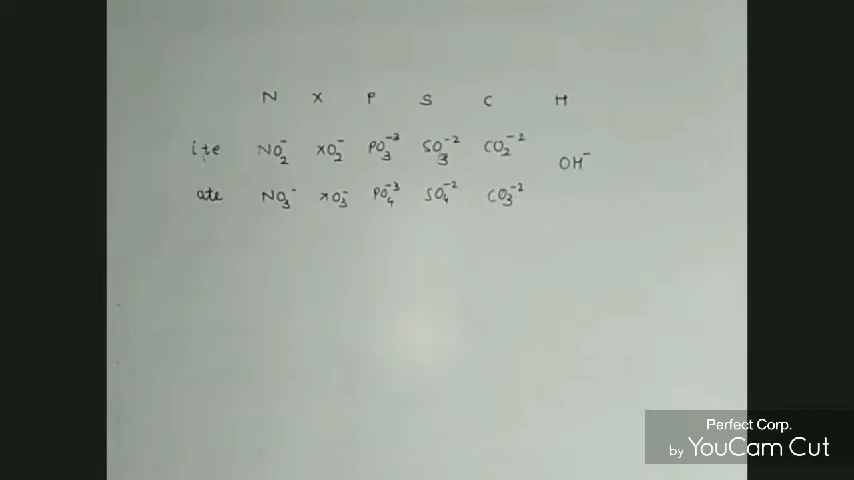 N X P S C H
ite NO₂⁻ XO₂⁻ PO₃⁻³ SO₃⁻² CO₂⁻²
OH⁻
ate NO₃⁻ XO₃⁻ PO₄⁻³ SO₄⁻² CO₃⁻²
Perfect Corp.
by YouCam Cut